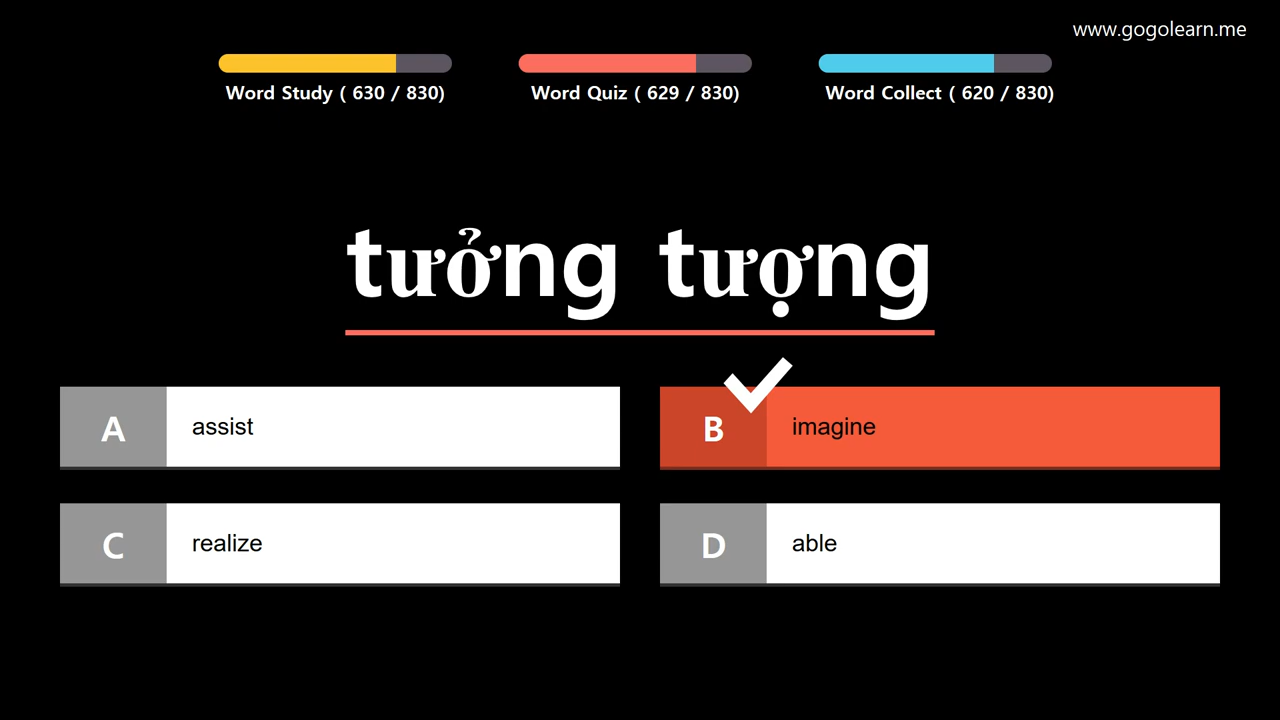 www.gogolearn.me
Word Study ( 630 / 830)
Word Quiz ( 629 / 830)
Word Collect ( 620 / 830)
tưởng tượng
A assist
B imagine
C realize
D able